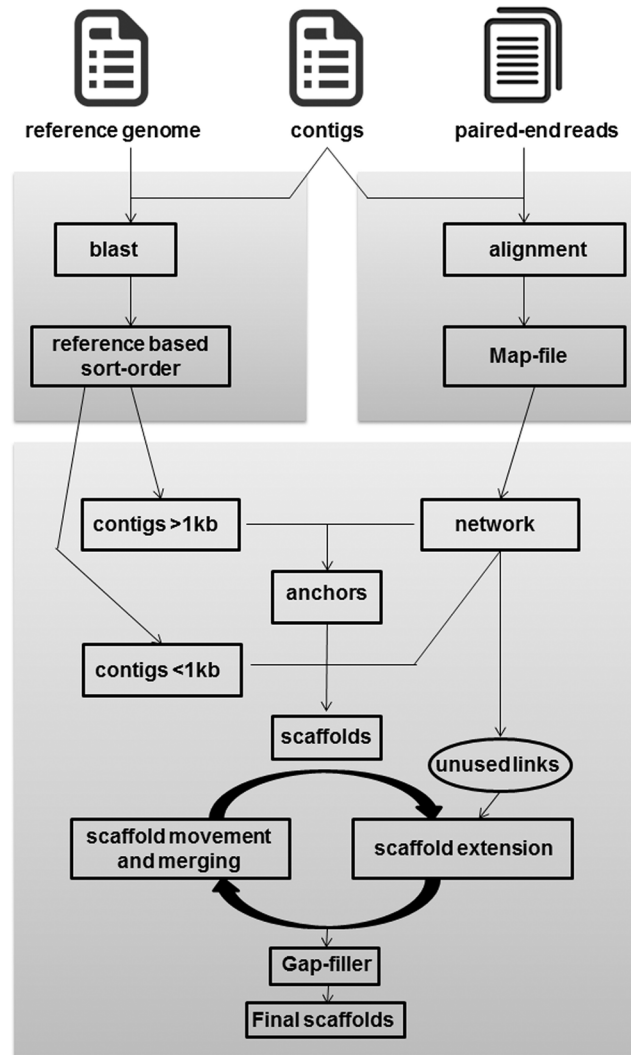 reference genome
contigs
paired-end reads
blast
alignment
reference based
sort-order
Map-file
contigs >1kb
network
anchors
contigs <1kb
scaffolds
unused links
scaffold movement
and merging
scaffold extension
Gap-filler
Final scaffolds